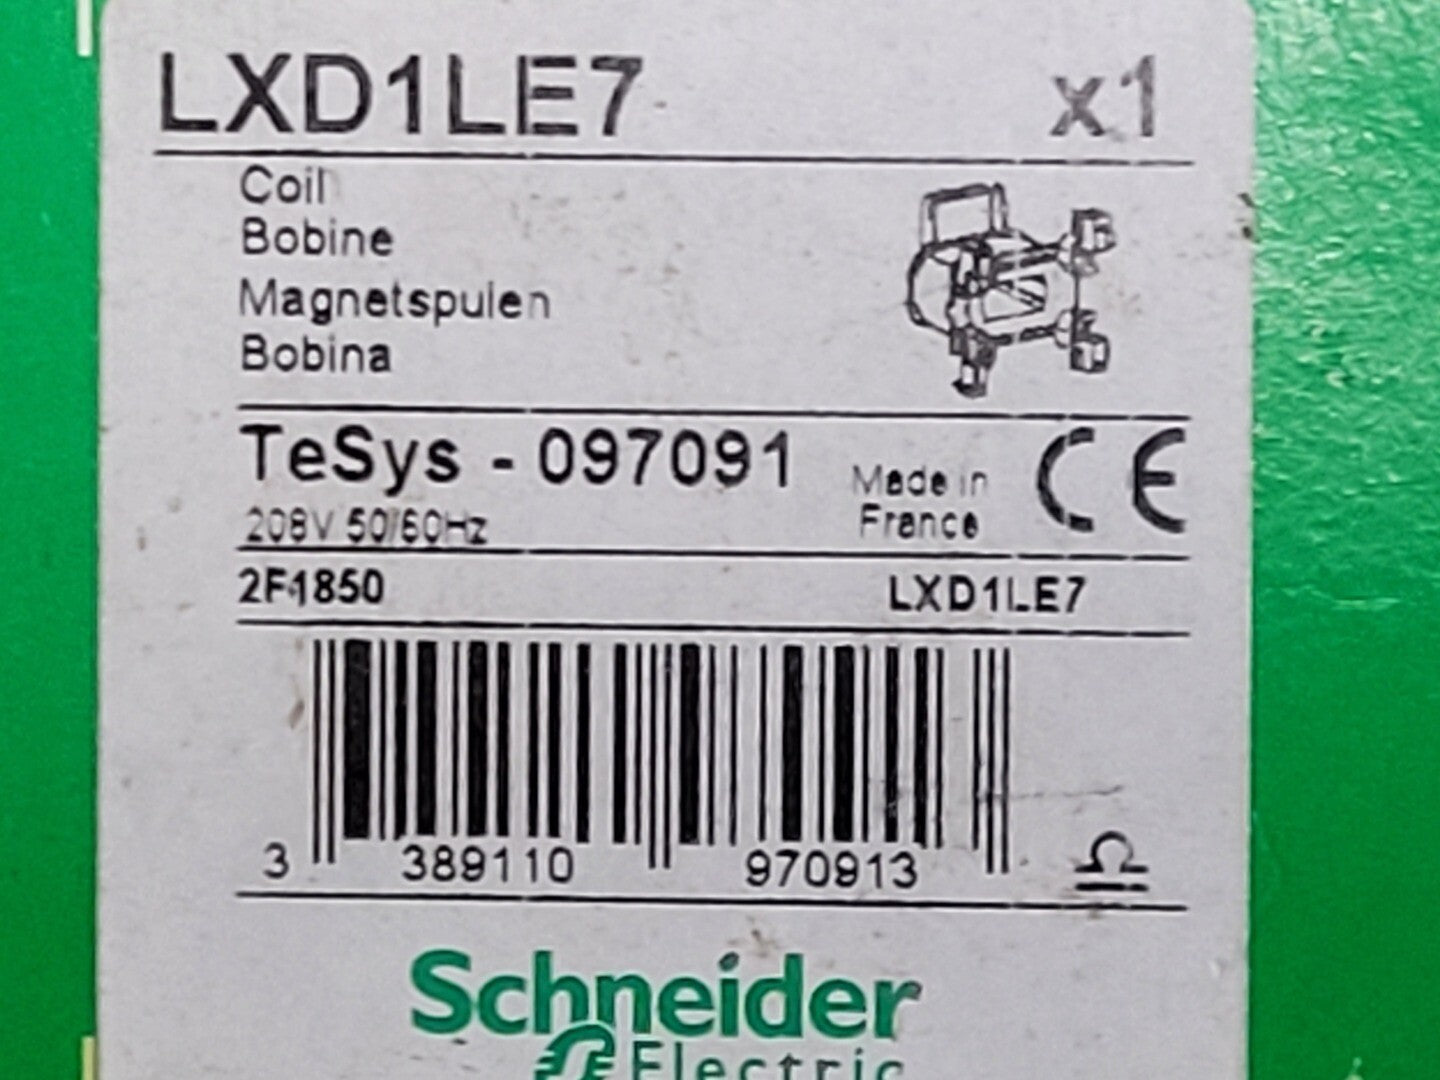 LXD1LE7 x1
Coil
Bobine
Magnetspulen
Bobina
TeSys - 097091
208V 50/60Hz
Made in
France
CE
2F1850 LXD1LE7
3 389110 970913
Schneider
Electric